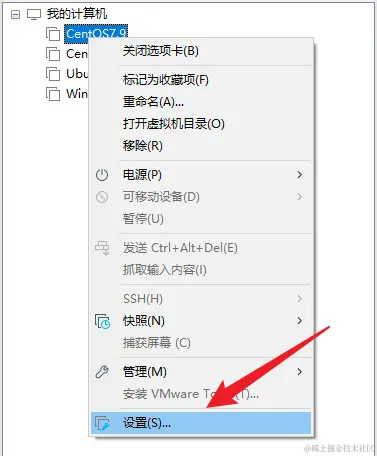 我的计算机
CentOS7.9
Cen
Ubu
Win
关闭选项卡(B)
标记为收藏项(F)
重命名(A)...
打开虚拟机目录(O)
移除(R)
电源(P)
可移动设备(D)
暂停(U)
发送 Ctrl+Alt+Del(E)
抓取输入内容(I)
SSH(H)
快照(N)
捕获屏幕 (C)
管理(M)
安装 VMware To (T)...
设置(S)...
@稀土掘金技术社区